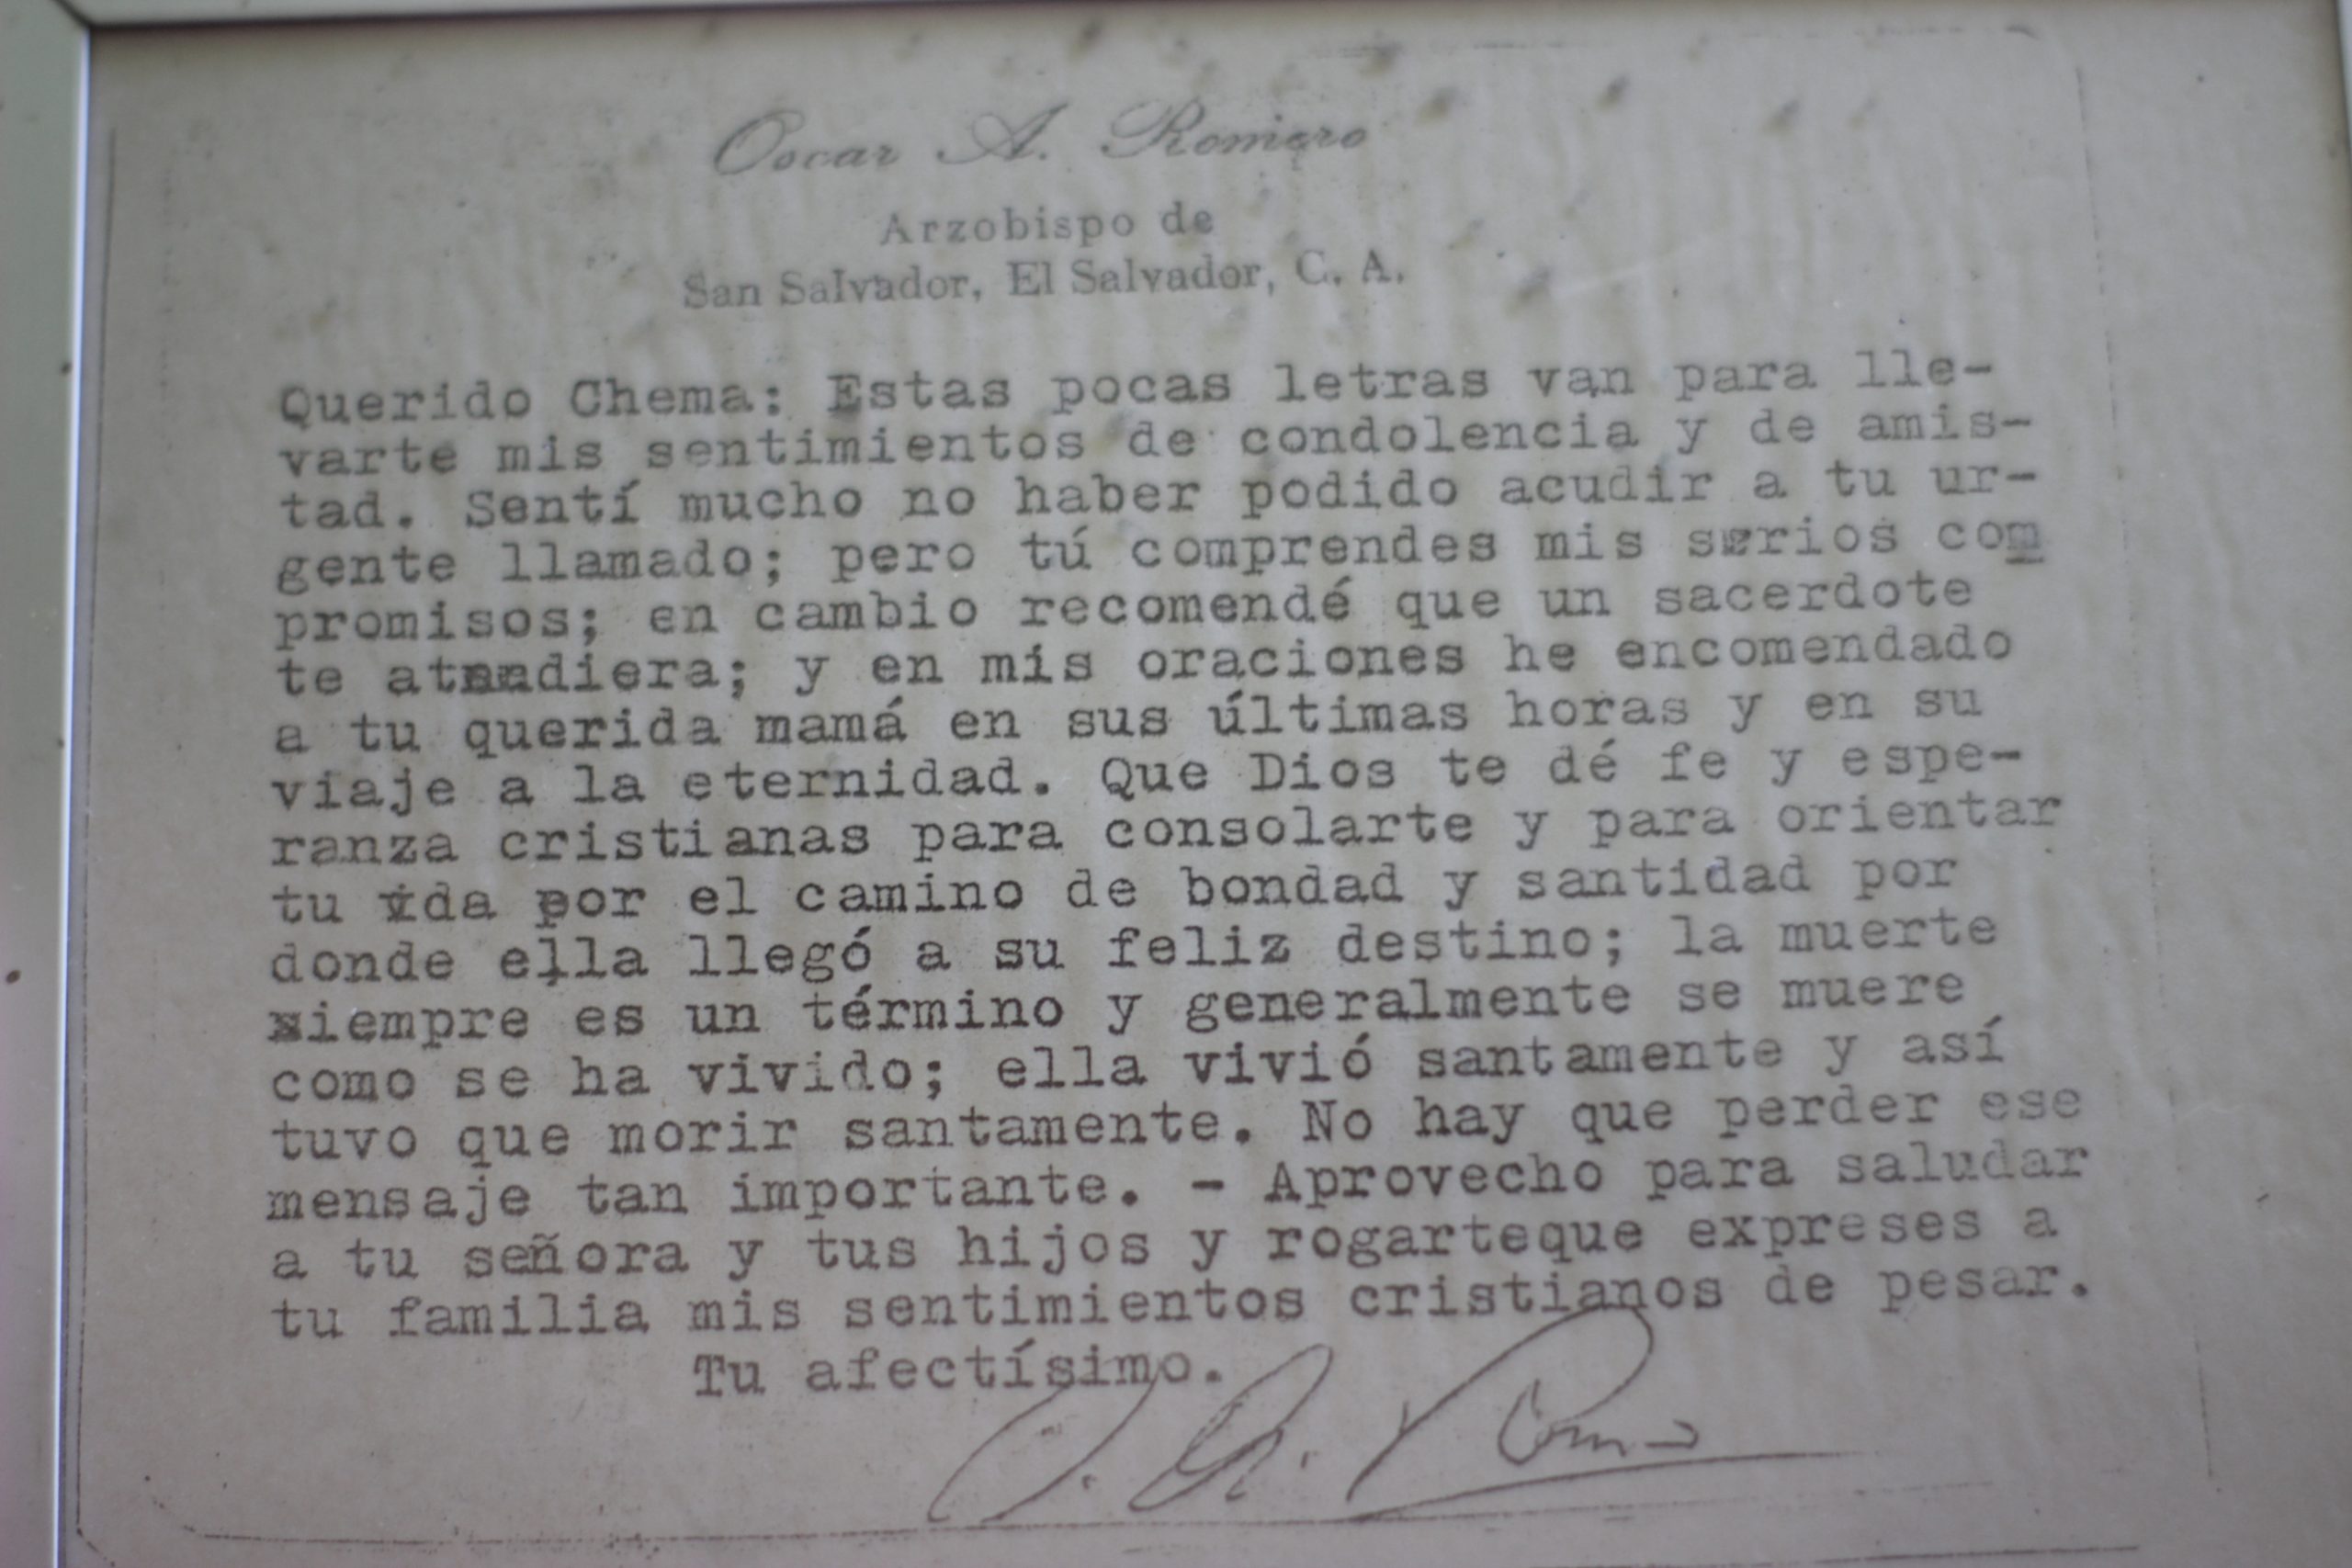 Oscar A. Romero
Arzobispo de
San Salvador, El Salvador, C. A.
Querido Chema: Estas pocas letras van para lle-
varte mis sentimientos de condolencia y de amis-
tad. Sentí mucho no haber podido acudir a tu ur-
gente llamado; pero tú comprendes mis serios com
promisos; en cambio recomendé que un sacerdote
te atendiera; y en mis oraciones he encomendado
a tu querida mamá en sus últimas horas y en su
viaje a la eternidad. Que Dios te dé fe y espe-
ranza cristianas para consolarte y para orientar
tu vida por el camino de bondad y santidad por
donde ella llegó a su feliz destino; la muerte
siempre es un término y generalmente se muere
como se ha vivido; ella vivió santamente y así
tuvo que morir santamente. No hay que perder ese
mensaje tan importante. - Aprovecho para saludar
a tu señora y tus hijos y rogarteque expreses a
tu familia mis sentimientos cristianos de pesar.
Tu afectísimo.
O. A. Romero